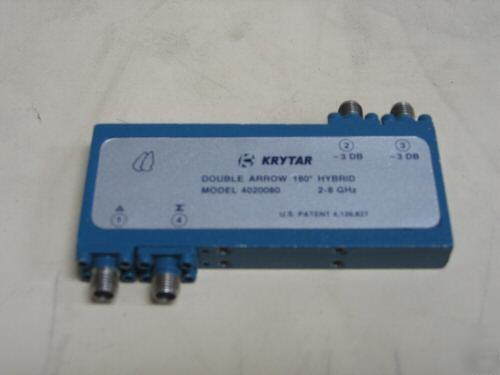 ② ③
-3 DB -3 DB
KRYTAR
DOUBLE ARROW 180° HYBRID
MODEL 4020080 2-8 GHz
Δ Σ
① ④
U.S. PATENT 4,139,827